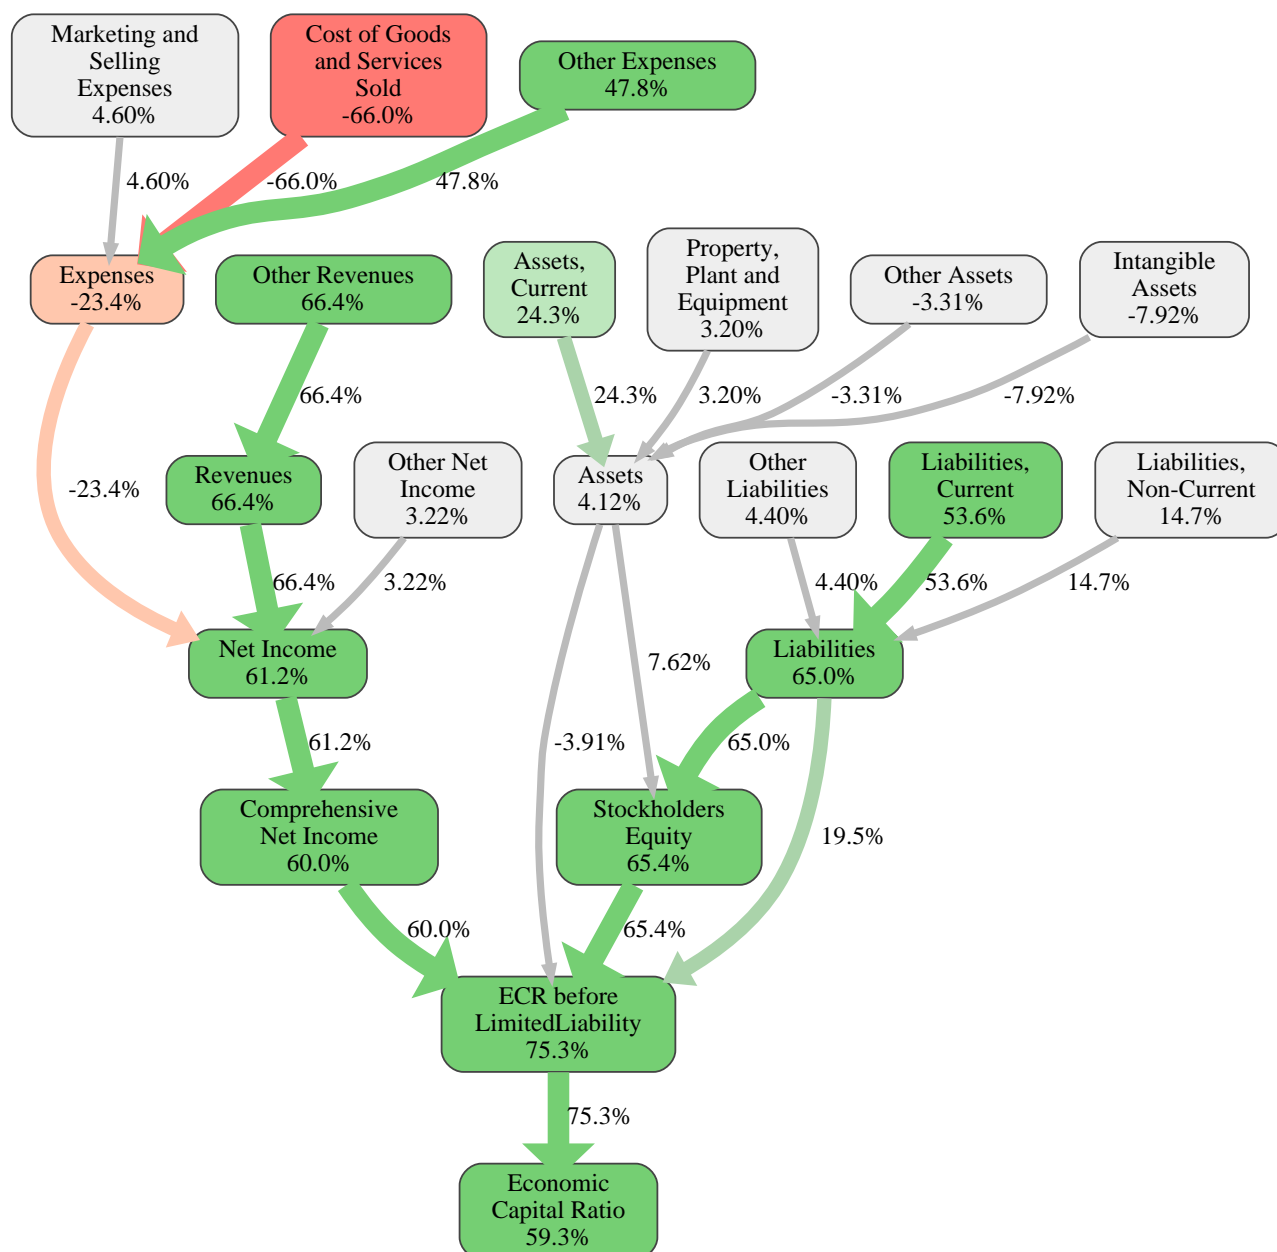 Marketing and
Selling
Expenses
4.60%
Cost of Goods
and Services
Sold
-66.0%
Other Expenses
47.8%
4.60%
-66.0%
47.8%
Expenses
-23.4%
Other Revenues
66.4%
Assets,
Current
24.3%
Property,
Plant and
Equipment
3.20%
Other Assets
-3.31%
Intangible
Assets
-7.92%
66.4%
24.3%
3.20%
-3.31%
-7.92%
Revenues
66.4%
Other Net
Income
3.22%
Assets
4.12%
Other
Liabilities
4.40%
Liabilities,
Current
53.6%
Liabilities,
Non-Current
14.7%
-23.4%
66.4%
3.22%
4.40%
53.6%
14.7%
Net Income
61.2%
7.62%
Liabilities
65.0%
61.2%
-3.91%
65.0%
Comprehensive
Net Income
60.0%
Stockholders
Equity
65.4%
19.5%
60.0%
65.4%
ECR before
LimitedLiability
75.3%
75.3%
Economic
Capital Ratio
59.3%